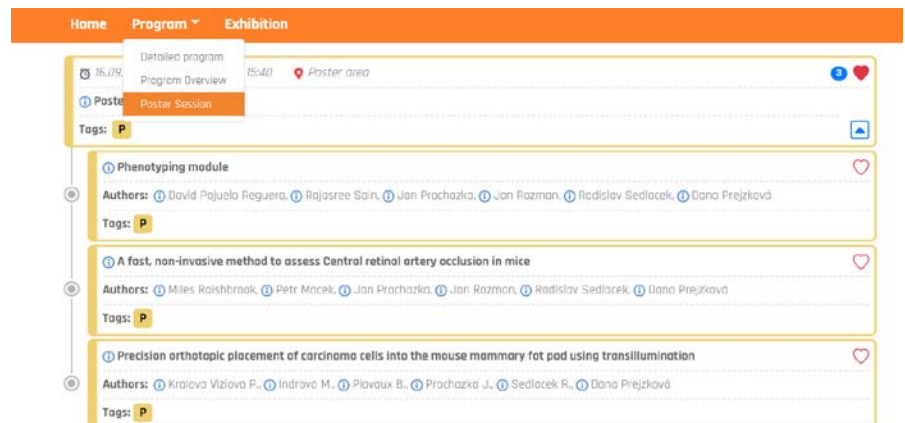 Home Program Exhibition
Detailed program
16.09. 15:40 Poster area 3
Program Overview
Poste
Poster Session
Tags: P
Phenotyping module
Authors: David Pajuelo Reguera, Rajasree Sain, Jan Prochazka, Jan Rozman, Radislav Sedlacek, Dana Prejzková
Tags: P
A fast, non-invasive method to assess Central retinal artery occlusion in mice
Authors: Miles Raishbrook, Petr Macek, Jan Prochazka, Jan Rozman, Radislav Sedlacek, Dana Prejzková
Tags: P
Precision orthotopic placement of carcinoma cells into the mouse mammary fat pad using transillumination
Authors: Kralova Viziova P., Indrova M., Piavaux B., Prochazka J., Sedlacek R., Dana Prejzková
Tags: P